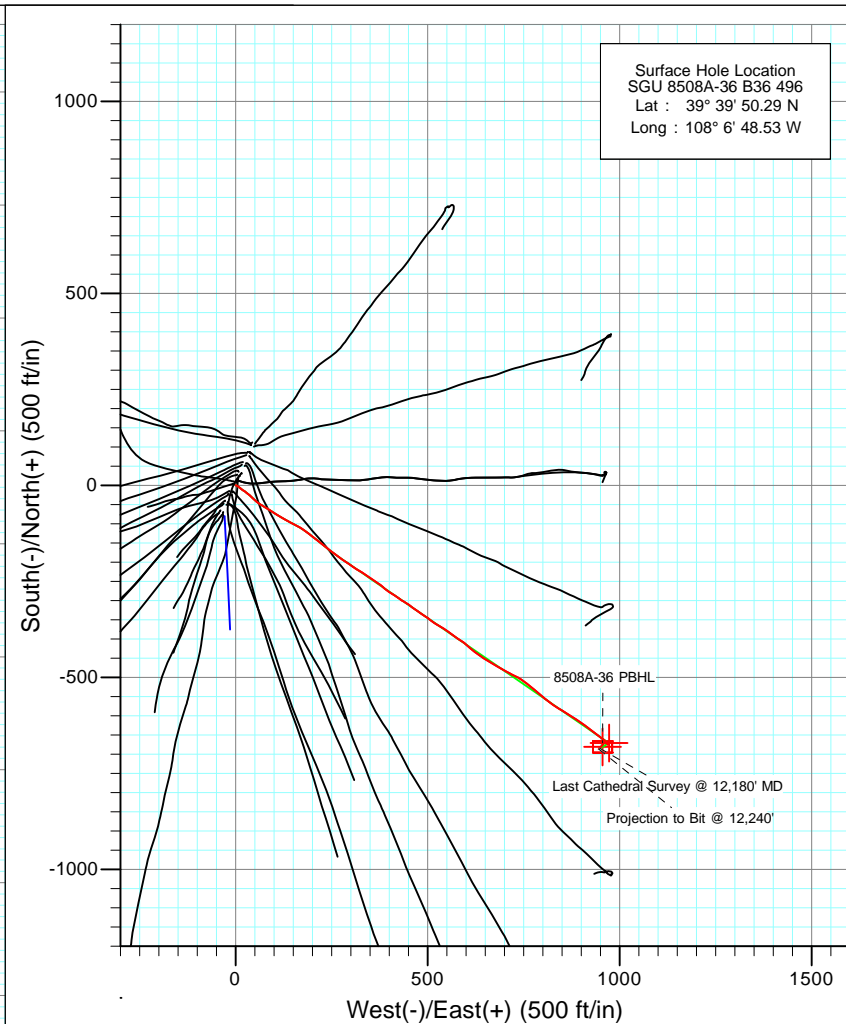 Surface Hole Location
SGU 8508A-36 B36 496
Lat : 39° 39' 50.29 N
Long : 108° 6' 48.53 W
1000
500
0
-500
-1000
South(-)/North(+) (500 ft/in)
8508A-36 PBHL
Last Cathedral Survey @ 12,180' MD
Projection to Bit @ 12,240'
0
500
1000
1500
West(-)/East(+) (500 ft/in)